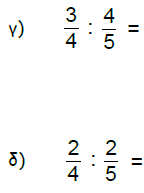 γ) 3/4 : 4/5 =
δ) 2/4 : 2/5 =